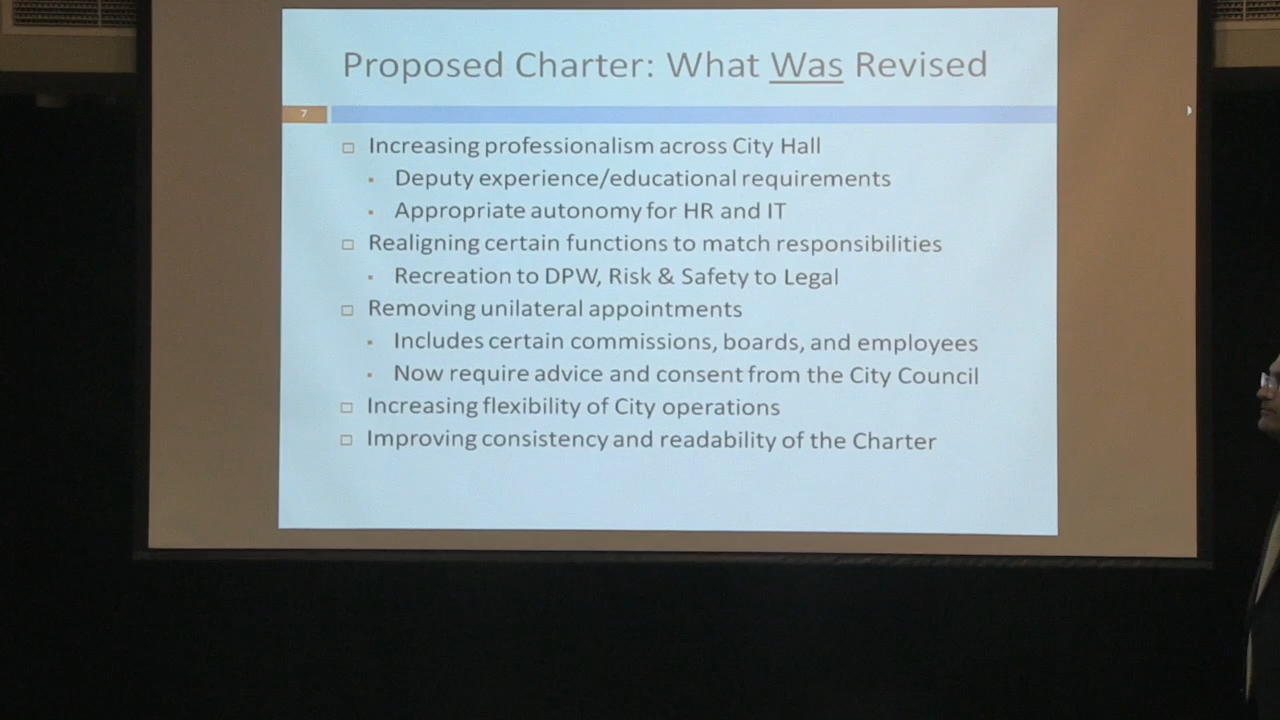 Proposed Charter: What Was Revised
7
Increasing professionalism across City Hall
Deputy experience/educational requirements
Appropriate autonomy for HR and IT
Realigning certain functions to match responsibilities
Recreation to DPW, Risk & Safety to Legal
Removing unilateral appointments
Includes certain commissions, boards, and employees
Now require advice and consent from the City Council
Increasing flexibility of City operations
Improving consistency and readability of the Charter